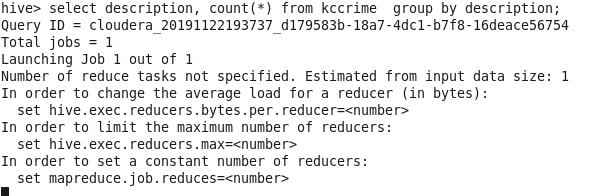 hive> select description, count(*) from kccrime  group by description;
Query ID = cloudera_20191122193737_d179583b-18a7-4dc1-b7f8-16deace56754
Total jobs = 1
Launching Job 1 out of 1
Number of reduce tasks not specified. Estimated from input data size: 1
In order to change the average load for a reducer (in bytes):
  set hive.exec.reducers.bytes.per.reducer=<number>
In order to limit the maximum number of reducers:
  set hive.exec.reducers.max=<number>
In order to set a constant number of reducers:
  set mapreduce.job.reduces=<number>